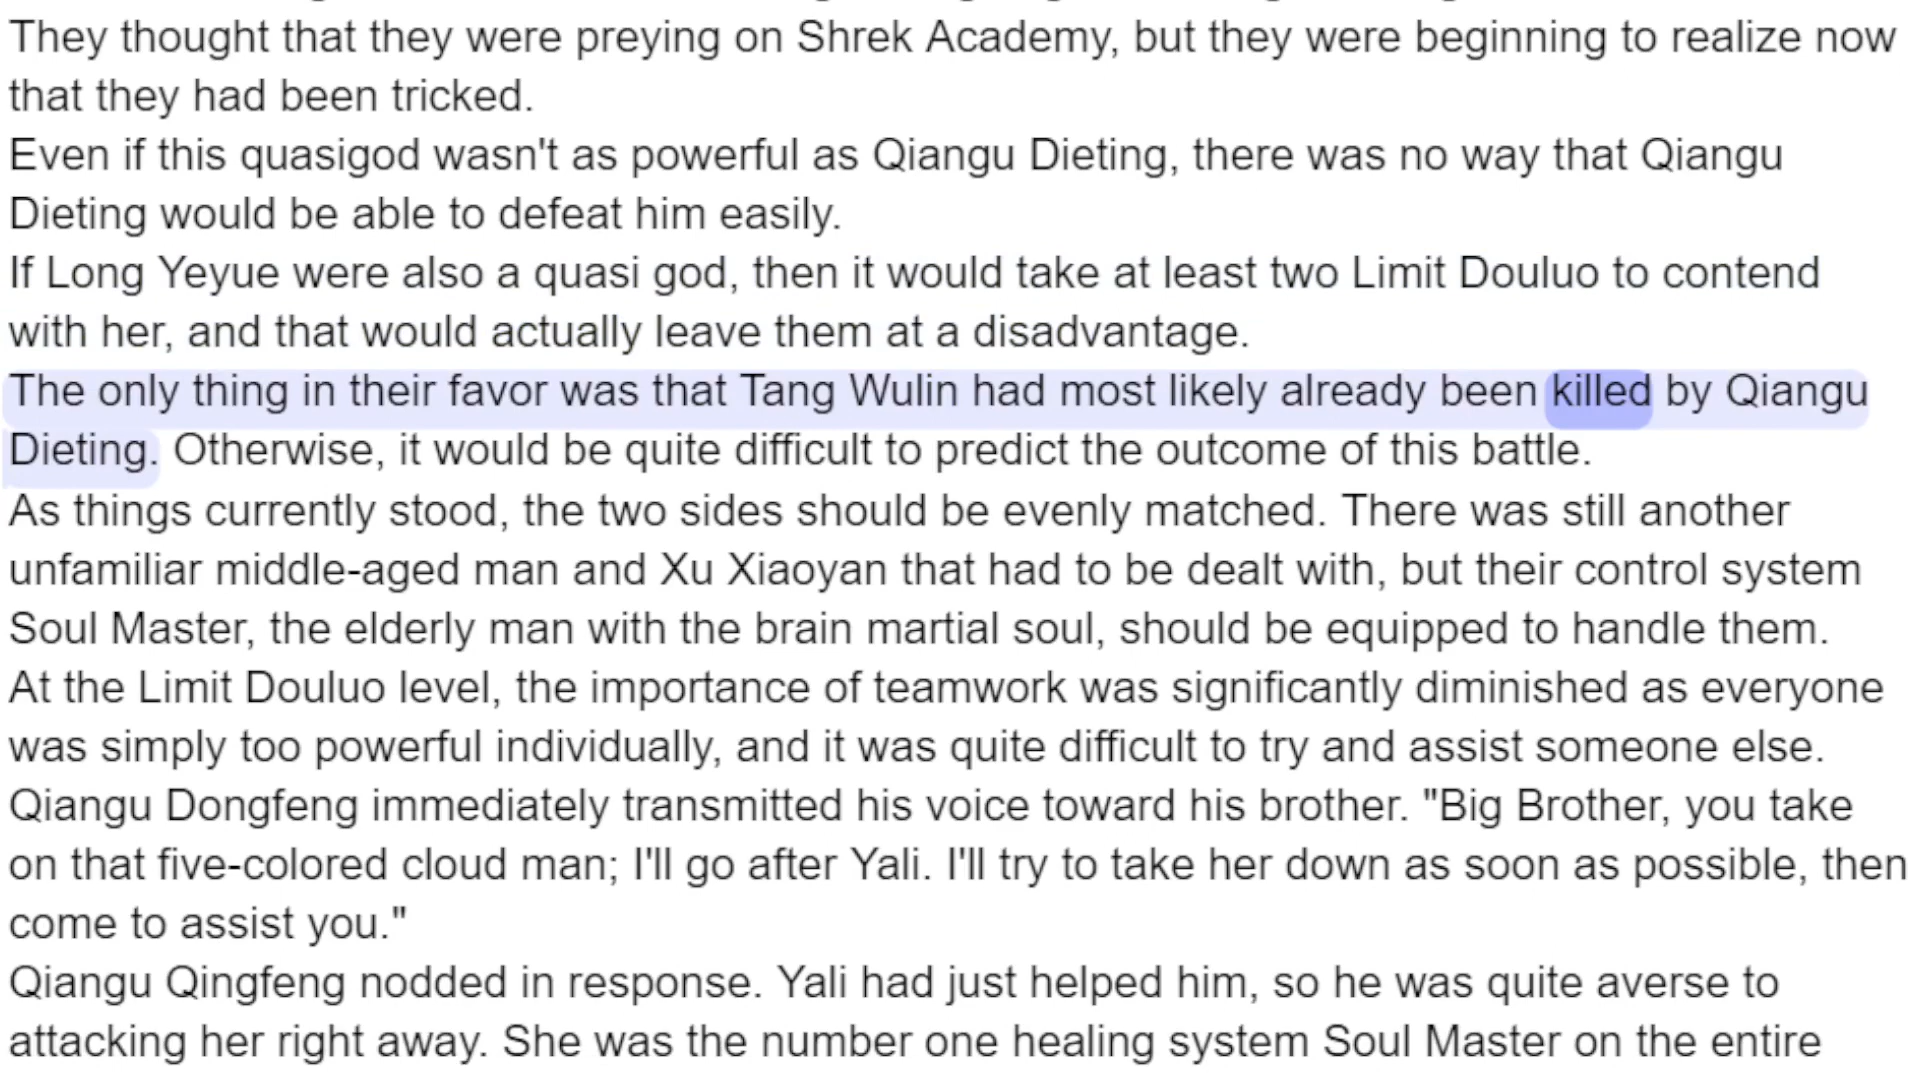 They thought that they were preying on Shrek Academy, but they were beginning to realize now
that they had been tricked.
Even if this quasigod wasn't as powerful as Qiangu Dieting, there was no way that Qiangu
Dieting would be able to defeat him easily.
If Long Yeyue were also a quasi god, then it would take at least two Limit Douluo to contend
with her, and that would actually leave them at a disadvantage.
The only thing in their favor was that Tang Wulin had most likely already been killed by Qiangu
Dieting. Otherwise, it would be quite difficult to predict the outcome of this battle.
As things currently stood, the two sides should be evenly matched. There was still another
unfamiliar middle-aged man and Xu Xiaoyan that had to be dealt with, but their control system
Soul Master, the elderly man with the brain martial soul, should be equipped to handle them.
At the Limit Douluo level, the importance of teamwork was significantly diminished as everyone
was simply too powerful individually, and it was quite difficult to try and assist someone else.
Qiangu Dongfeng immediately transmitted his voice toward his brother. "Big Brother, you take
on that five-colored cloud man; I'll go after Yali. I'll try to take her down as soon as possible, then
come to assist you."
Qiangu Qingfeng nodded in response. Yali had just helped him, so he was quite averse to
attacking her right away. She was the number one healing system Soul Master on the entire